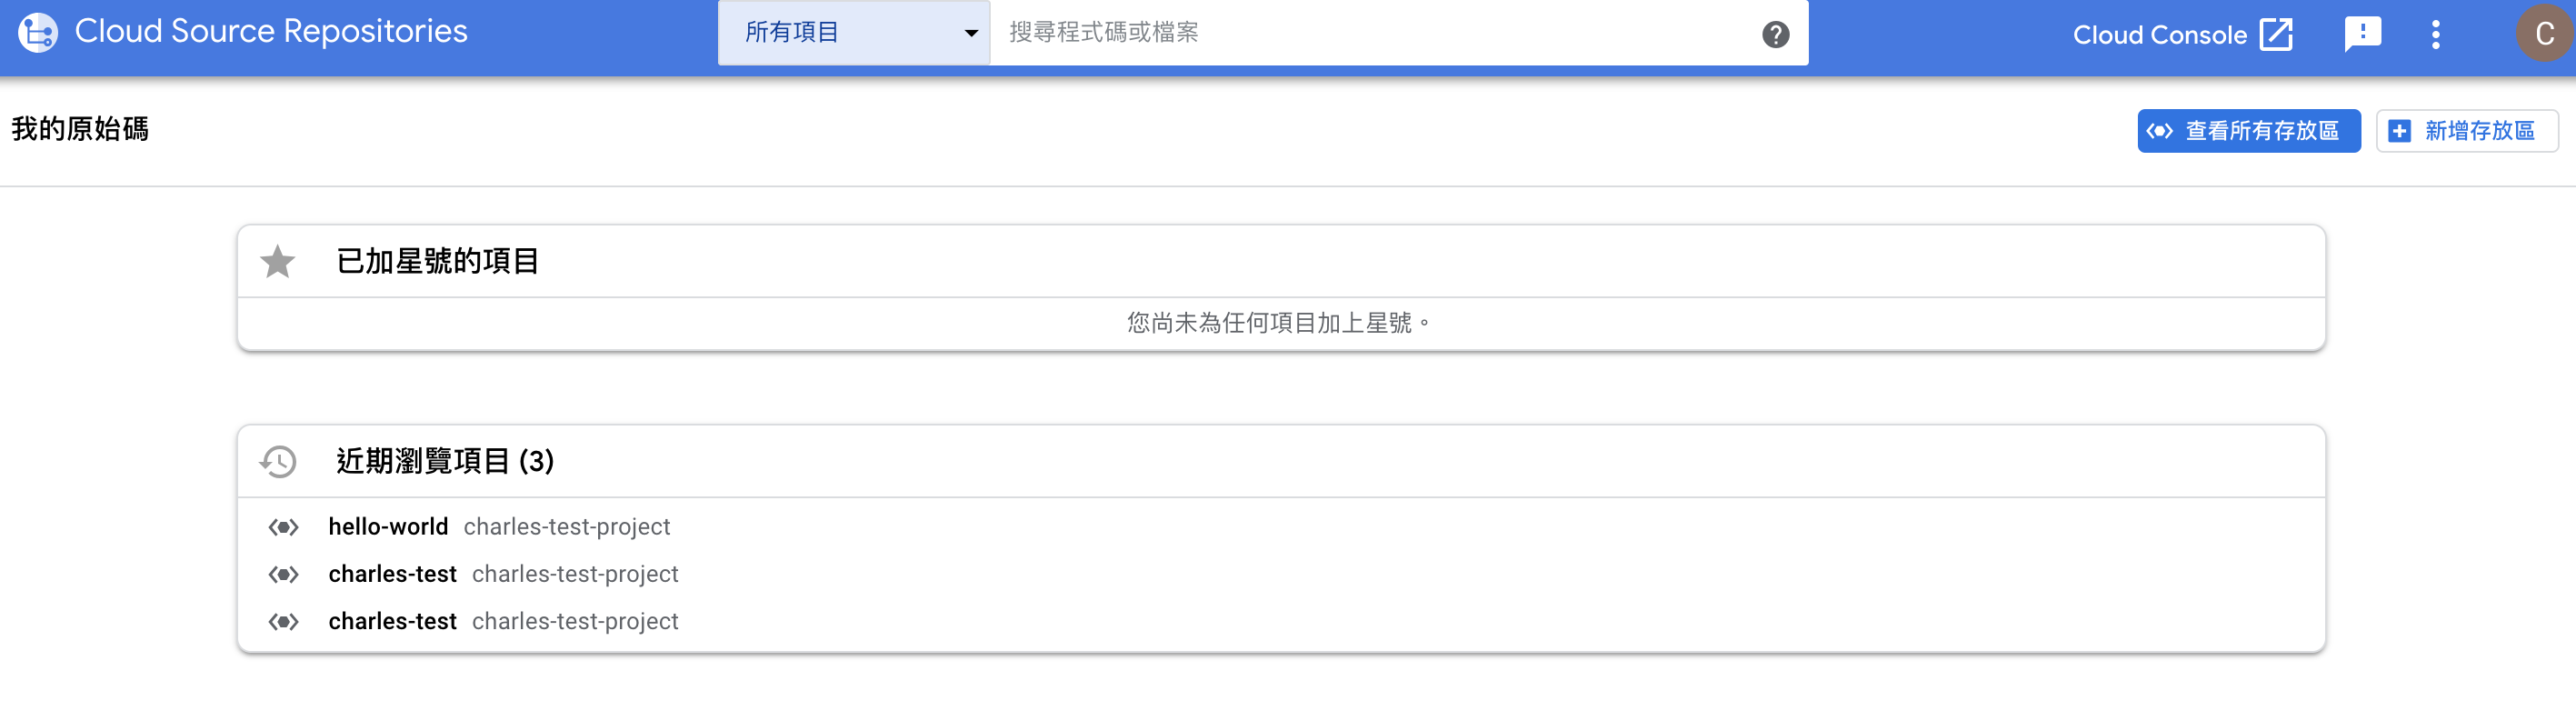 Cloud Source Repositories
所有項目
搜尋程式碼或檔案
Cloud Console
C
我的原始碼
查看所有存放區
新增存放區
已加星號的項目
您尚未為任何項目加上星號。
近期瀏覽項目 (3)
hello-world charles-test-project
charles-test charles-test-project
charles-test charles-test-project